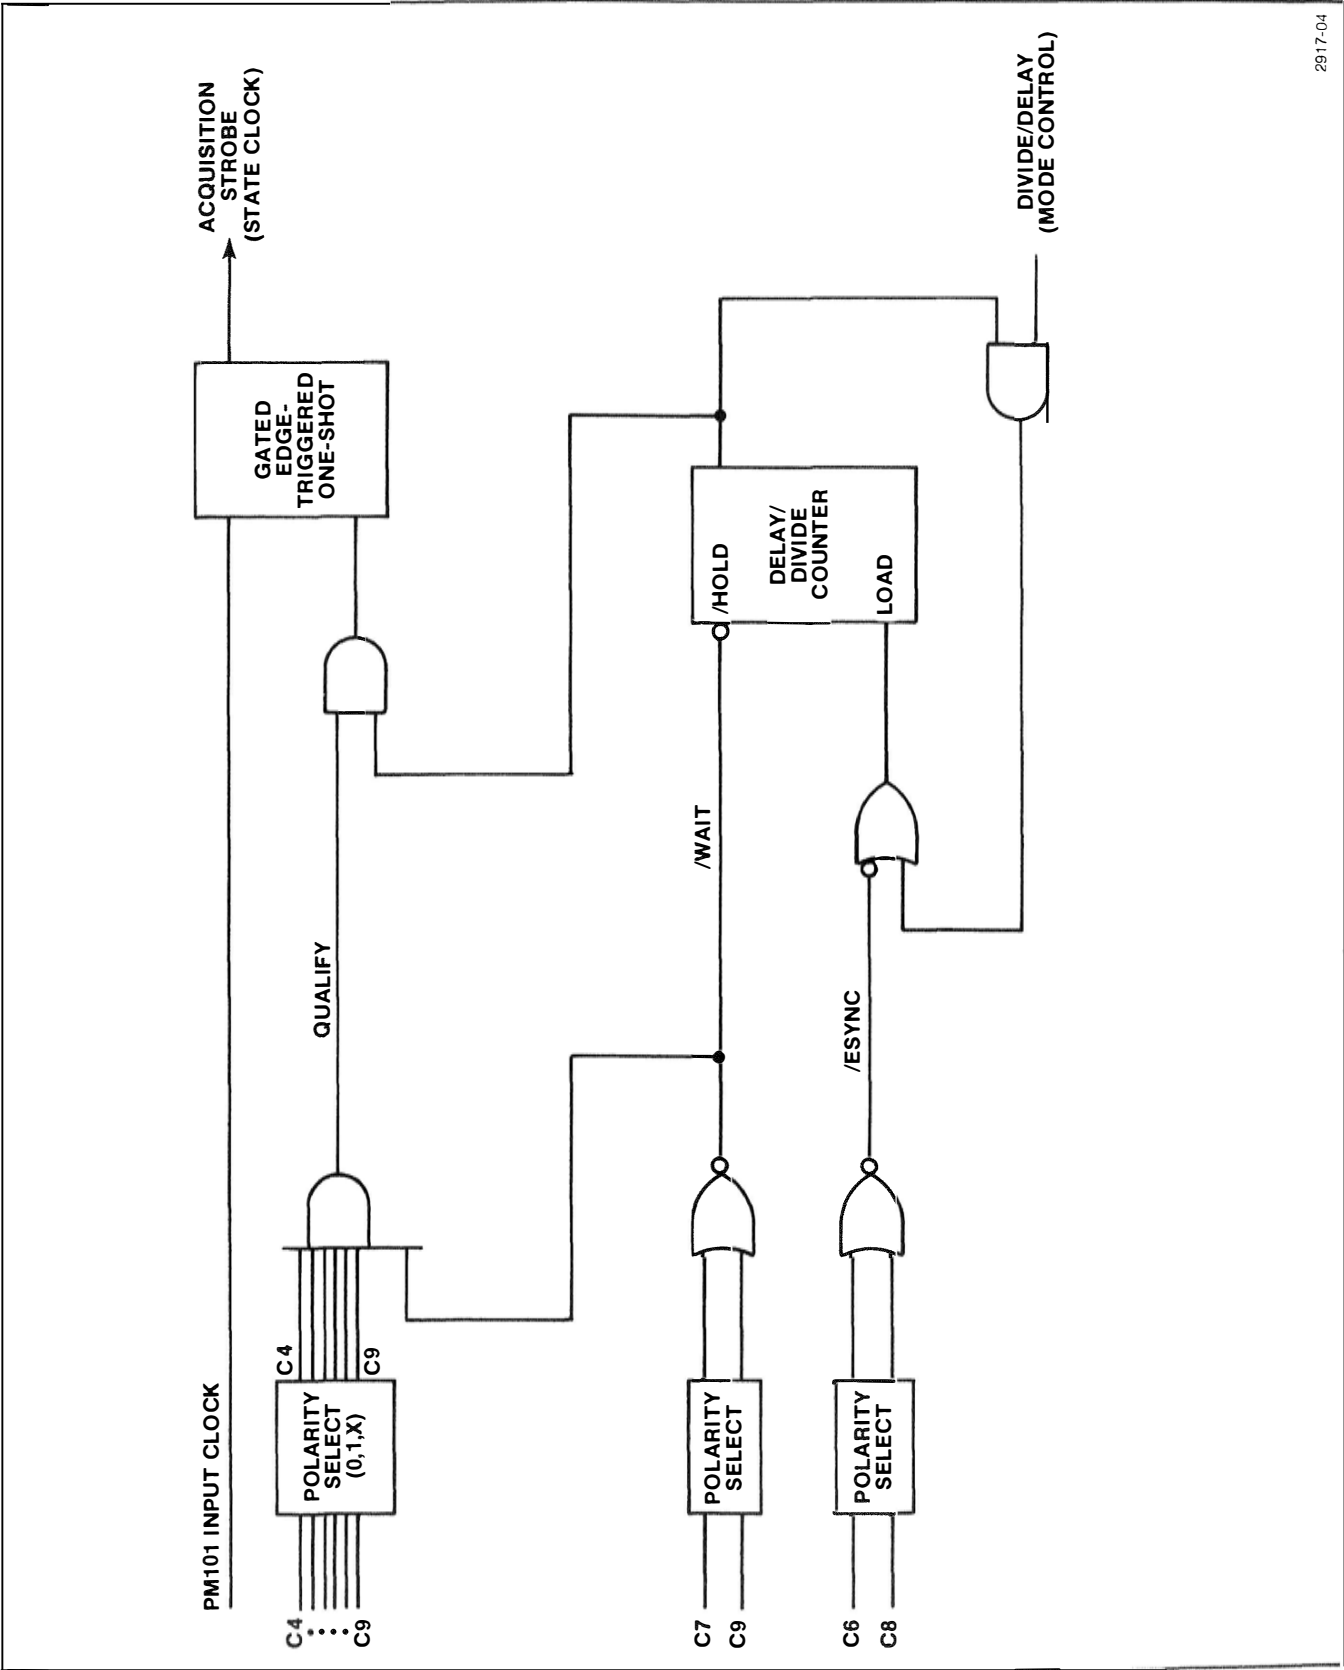 PM101 INPUT CLOCK
C4
C9
POLARITY
SELECT
(0,1,X)
C4
C9
QUALIFY
GATED
EDGE-
TRIGGERED
ONE-SHOT
ACQUISITION
STROBE
(STATE CLOCK)
C7
C9
POLARITY
SELECT
/WAIT
/HOLD
DELAY/
DIVIDE
COUNTER
LOAD
C6
C8
POLARITY
SELECT
/ESYNC
DIVIDE/DELAY
(MODE CONTROL)
2917-04